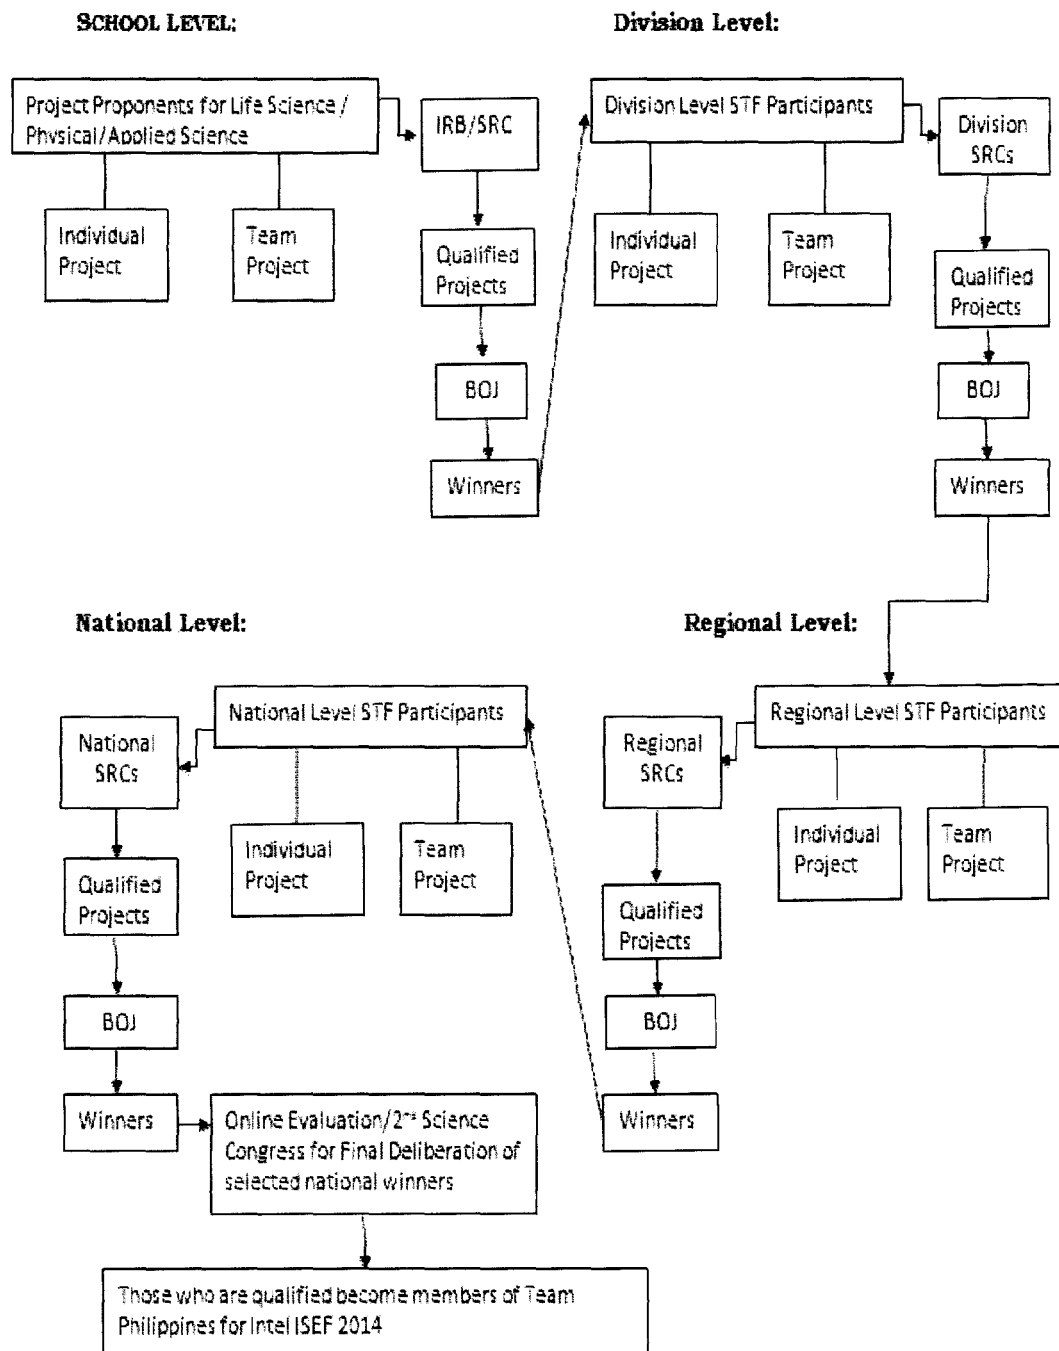 SCHOOL LEVEL:
Project Proponents for Life Science /
Physical/Applied Science
IRB/SRC
Individual
Project
Team
Project
Qualified
Projects
BOJ
Winners
Division Level:
Division Level STF Participants
Division
SRCs
Individual
Project
Team
Project
Qualified
Projects
BOJ
Winners
Regional Level:
Regional Level STF Participants
Regional
SRCs
Individual
Project
Team
Project
Qualified
Projects
BOJ
Winners
National Level:
National Level STF Participants
National
SRCs
Individual
Project
Team
Project
Qualified
Projects
BOJ
Winners
Online Evaluation/2nd Science
Congress for Final Deliberation of
selected national winners
Those who are qualified become members of Team
Philippines for Intel ISEF 2014